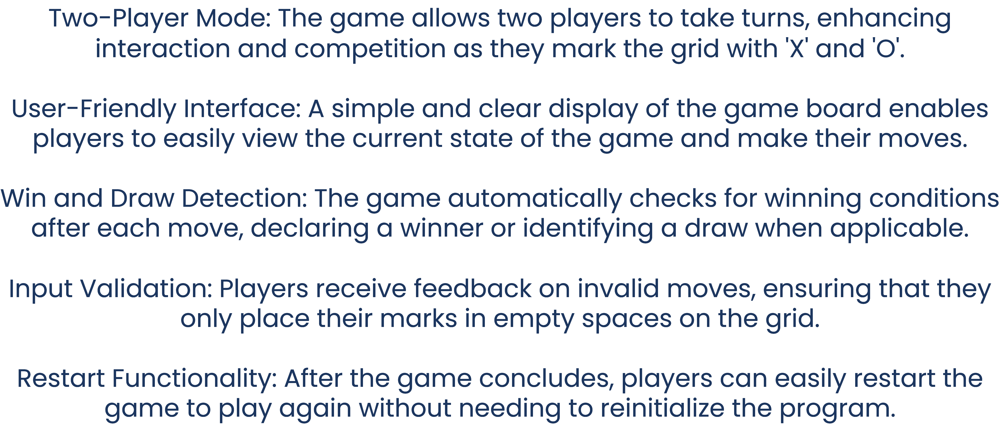 Two-Player Mode: The game allows two players to take turns, enhancing
interaction and competition as they mark the grid with 'X' and 'O'.
User-Friendly Interface: A simple and clear display of the game board enables
players to easily view the current state of the game and make their moves.
Win and Draw Detection: The game automatically checks for winning conditions
after each move, declaring a winner or identifying a draw when applicable.
Input Validation: Players receive feedback on invalid moves, ensuring that they
only place their marks in empty spaces on the grid.
Restart Functionality: After the game concludes, players can easily restart the
game to play again without needing to reinitialize the program.